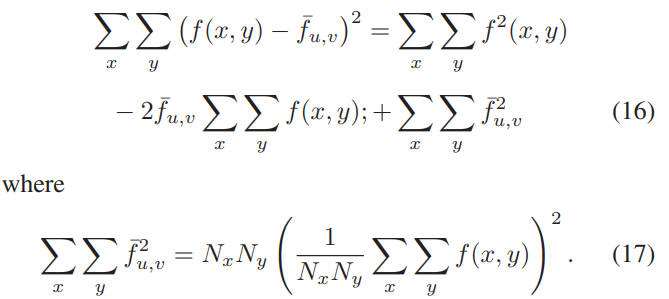 ∑_x ∑_y (f(x, y) − f̄_{u,v})² = ∑_x ∑_y f²(x, y)
− 2f̄_{u,v} ∑_x ∑_y f(x, y); + ∑_x ∑_y f̄²_{u,v} (16)
where
∑_x ∑_y f̄²_{u,v} = N_x N_y (1/(N_x N_y) ∑_x ∑_y f(x, y))². (17)